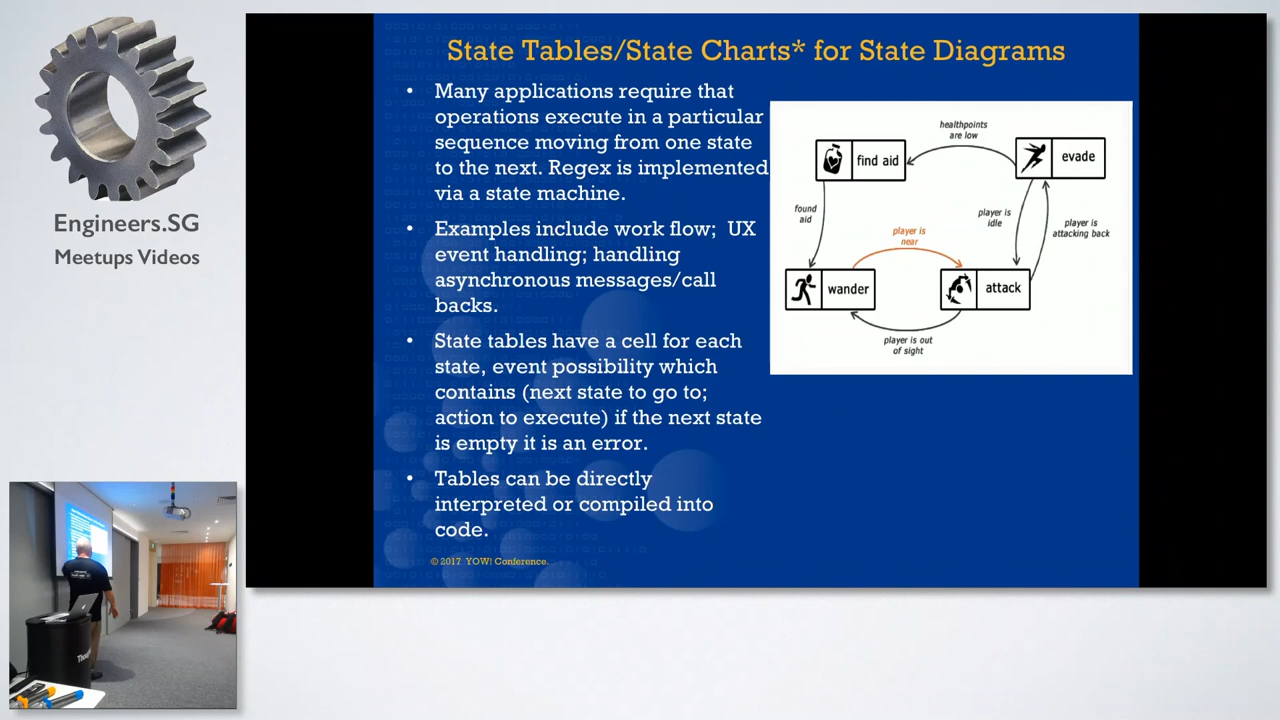 Engineers.SG
Meetups Videos
State Tables/State Charts* for State Diagrams
• Many applications require that
operations execute in a particular
sequence moving from one state
to the next. Regex is implemented
via a state machine.
• Examples include work flow; UX
event handling; handling
asynchronous messages/call
backs.
• State tables have a cell for each
state, event possibility which
contains (next state to go to;
action to execute) if the next state
is empty it is an error.
• Tables can be directly
interpreted or compiled into
code.
© 2017 YOW! Conference.
healthpoints
are low
find aid
evade
found
aid
player is
near
player is
idle
player is
attacking back
wander
attack
player is out
of sight